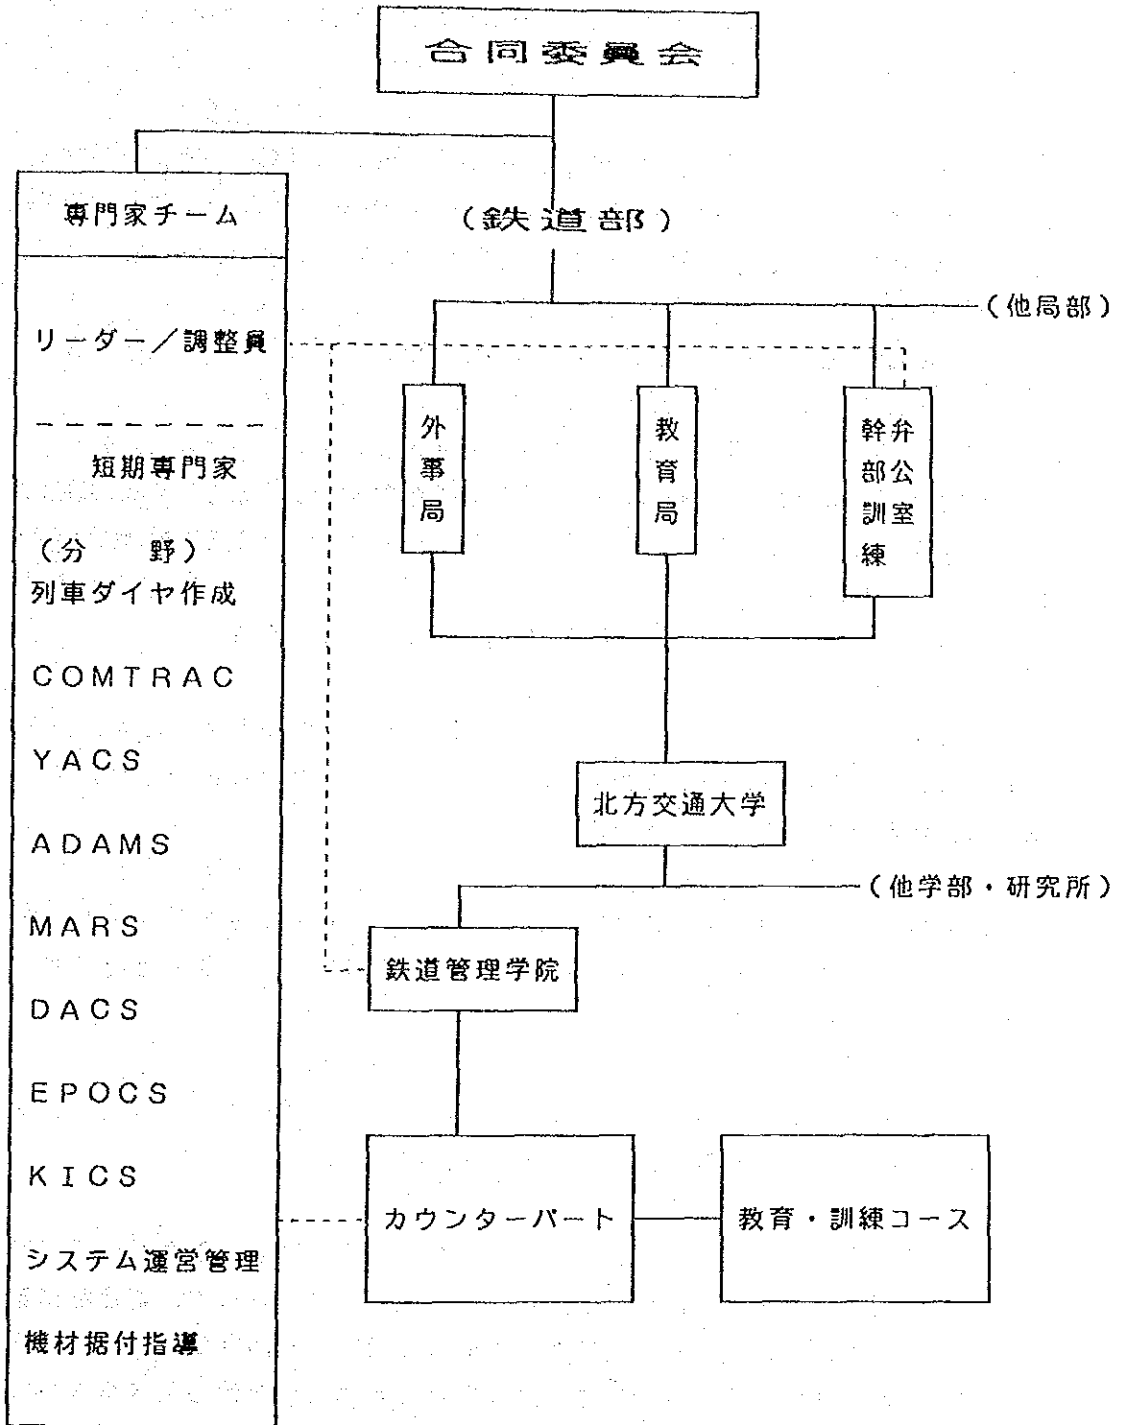 合同委員会
専門家チーム
(鉄道部)
(他局部)
リーダー/調整員
外事局
教育局
幹部訓練
弁公室
短期専門家
(分 野)
列車ダイヤ作成
COMTRAC
YACS
北方交通大学
ADAMS
(他学部・研究所)
MARS
鉄道管理学院
DACS
EPOCS
KICS
カウンターパート
教育・訓練コース
システム運営管理
機材据付指導